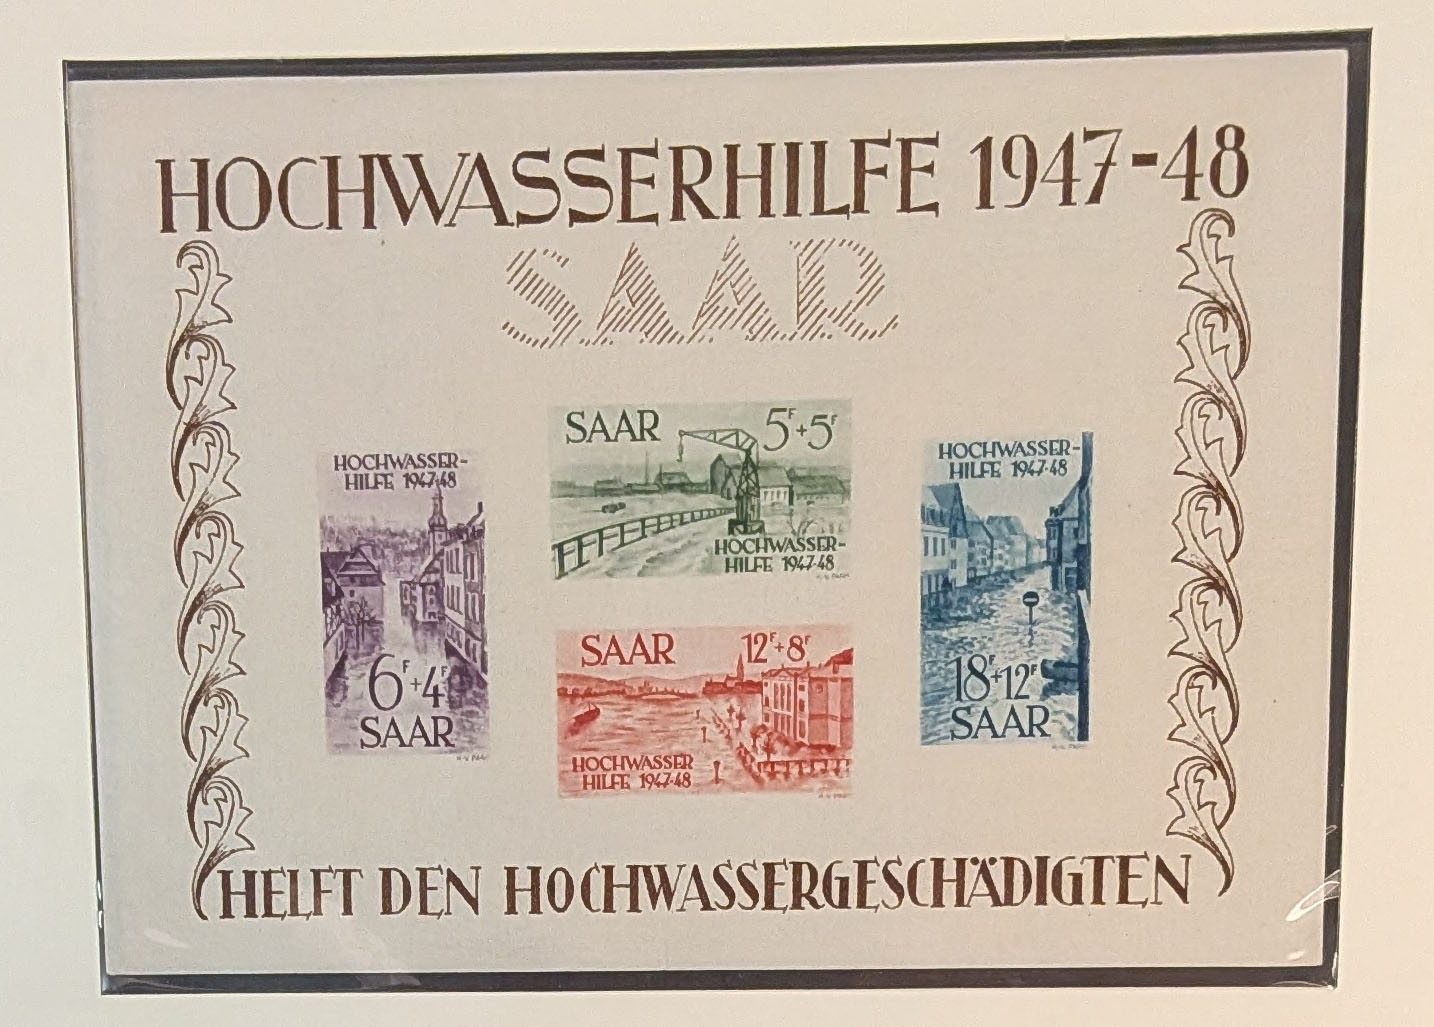 HOCHWASSERHILFE 1947-48
SAAR
HOCHWASSER-
HILFE 1947-48
6F+4F
SAAR
SAAR 5F+5F
HOCHWASSER-
HILFE 1947-48
SAAR 12F+8F
HOCHWASSER
HILFE 1947-48
HOCHWASSER-
HILFE 1947-48
18F+12F
SAAR
HELFT DEN HOCHWASSERGESCHÄDIGTEN